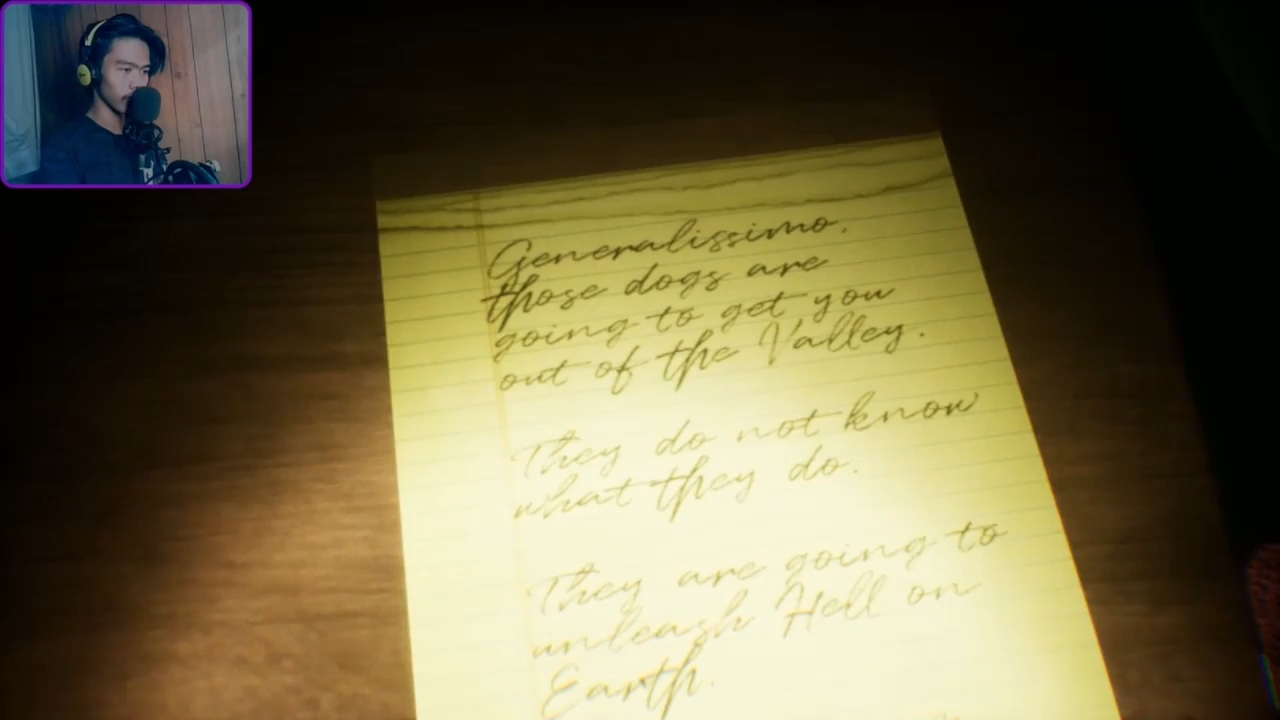 Generalissimo,
those dogs are
going to get you
out of the Valley.
They do not know
what they do.
They are going to
unleash Hell on
Earth.